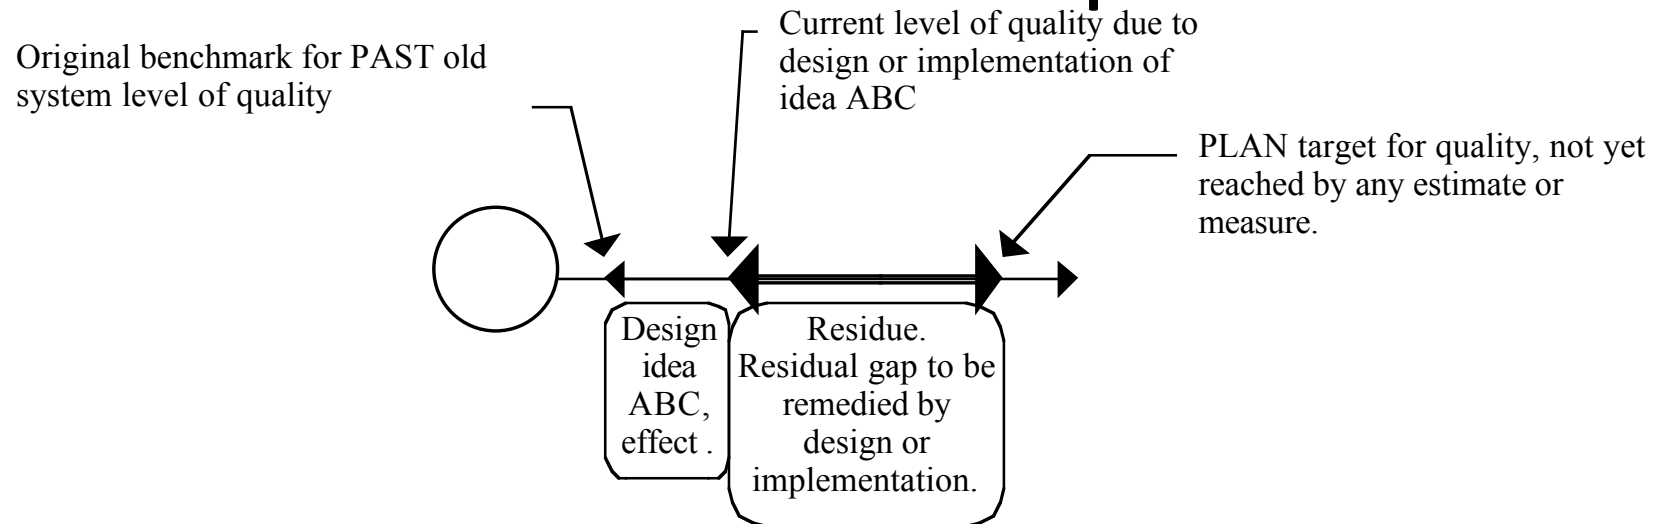 Original benchmark for PAST old
system level of quality
Current level of quality due to
design or implementation of
idea ABC
PLAN target for quality, not yet
reached by any estimate or
measure.
Design
idea
ABC,
effect .
Residue.
Residual gap to be
remedied by
design or
implementation.